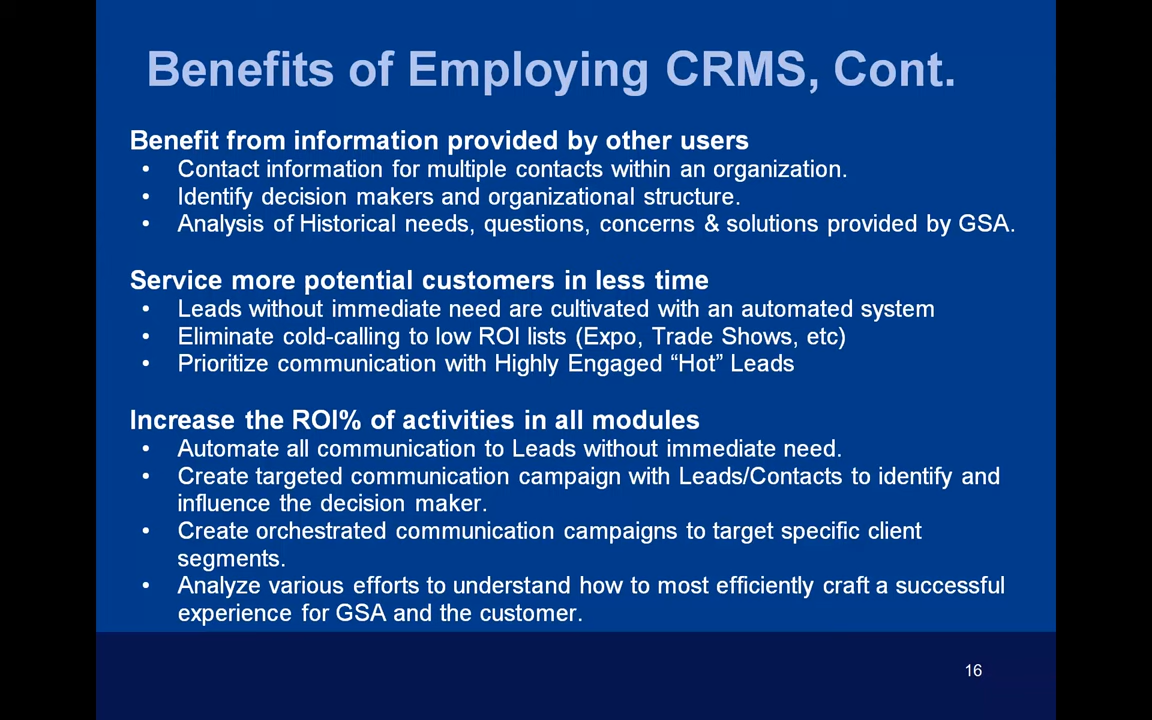 Benefits of Employing CRMS, Cont.
Benefit from information provided by other users
• Contact information for multiple contacts within an organization.
• Identify decision makers and organizational structure.
• Analysis of Historical needs, questions, concerns & solutions provided by GSA.
Service more potential customers in less time
• Leads without immediate need are cultivated with an automated system
• Eliminate cold-calling to low ROI lists (Expo, Trade Shows, etc)
• Prioritize communication with Highly Engaged “Hot” Leads
Increase the ROI% of activities in all modules
• Automate all communication to Leads without immediate need.
• Create targeted communication campaign with Leads/Contacts to identify and
influence the decision maker.
• Create orchestrated communication campaigns to target specific client
segments.
• Analyze various efforts to understand how to most efficiently craft a successful
experience for GSA and the customer.
16